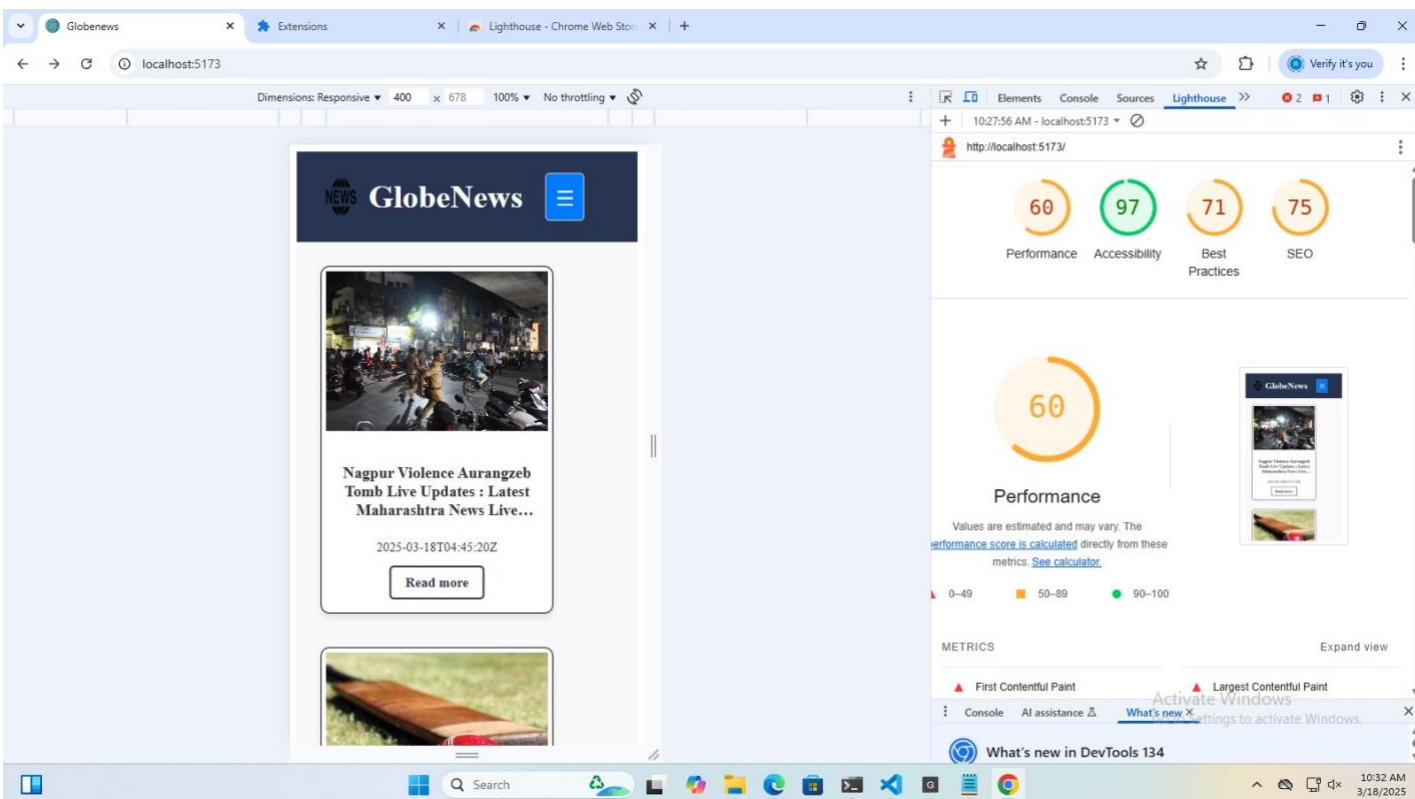 Globenews
Extensions
Lighthouse - Chrome Web Stor
localhost:5173
Verify it's you
Dimensions: Responsive 400 x 678 100% No throttling
Elements Console Sources Lighthouse 2 1
10:27:56 AM - localhost:5173
http://localhost:5173/
NEWS GlobeNews
60 97 71 75
Performance Accessibility Best Practices SEO
60
GlobeNews
Performance
Values are estimated and may vary. The
performance score is calculated directly from these
metrics. See calculator.
0–49 50–89 90–100
Nagpur Violence Aurangzeb
Tomb Live Updates : Latest
Maharashtra News Live...
2025-03-18T04:45:20Z
Read more
METRICS Expand view
First Contentful Paint Largest Contentful Paint
Activate Windows
Console AI assistance What's new
Settings to activate Windows.
What's new in DevTools 134
Search
10:32 AM
3/18/2025